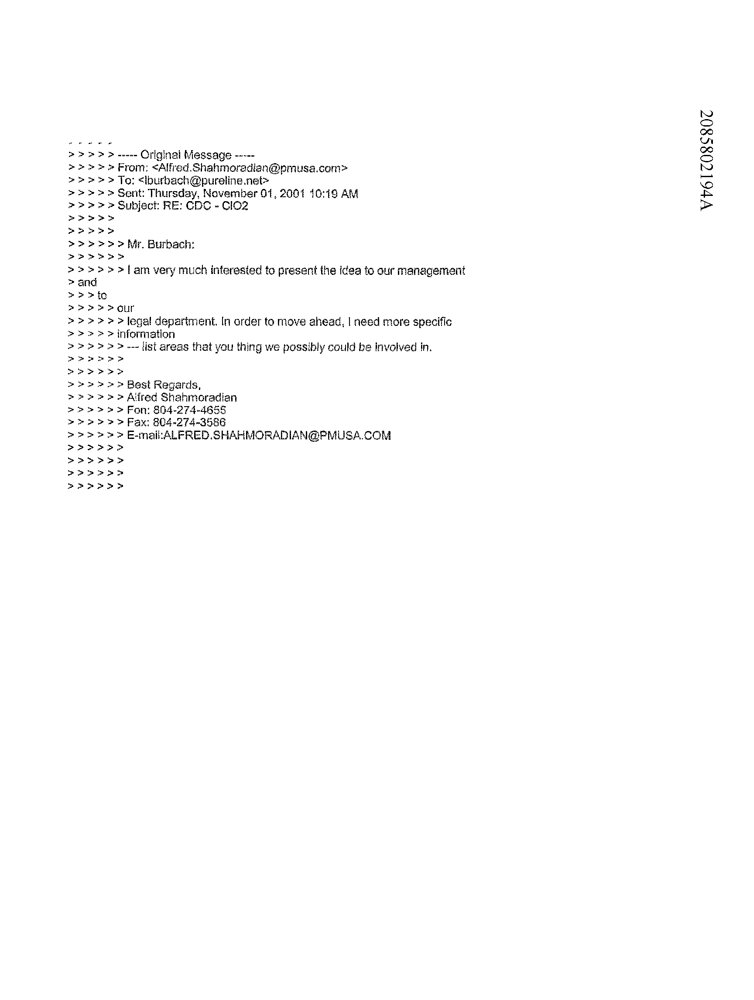 > > > > > ----- Original Message -----
> > > > > From: <Alfred.Shahmoradian@pmusa.com>
> > > > > To: <lburbach@pureline.net>
> > > > > Sent: Thursday, November 01, 2001 10:19 AM
> > > > > Subject: RE: CDC - ClO2
> > > > >
> > > > >
> > > > > > Mr. Burbach:
> > > > > >
> > > > > > I am very much interested to present the idea to our management
> and
> > > to
> > > > > our
> > > > > > legal department. In order to move ahead, I need more specific
> > > > > information
> > > > > > --- list areas that you thing we possibly could be involved in.
> > > > > >
> > > > > >
> > > > > > Best Regards,
> > > > > > Alfred Shahmoradian
> > > > > > Fon: 804-274-4655
> > > > > > Fax: 804-274-3586
> > > > > > E-mail:ALFRED.SHAHMORADIAN@PMUSA.COM
> > > > > >
> > > > > >
> > > > > >
> > > > > >
2085802194A